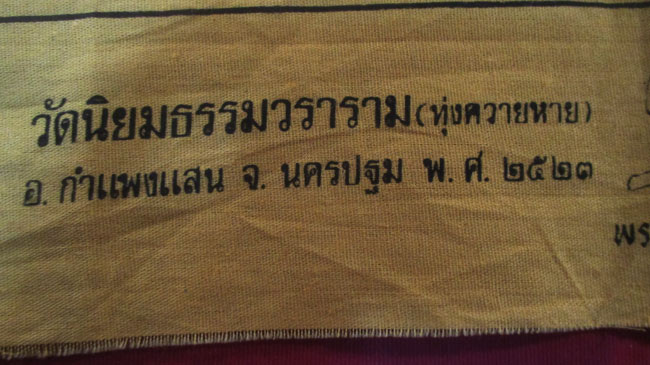 วัดนิยมธรรมวราราม(ทุ่งควายหาย)
อ. กำแพงแสน จ. นครปฐม พ. ศ. ๒๕๒๓
พร